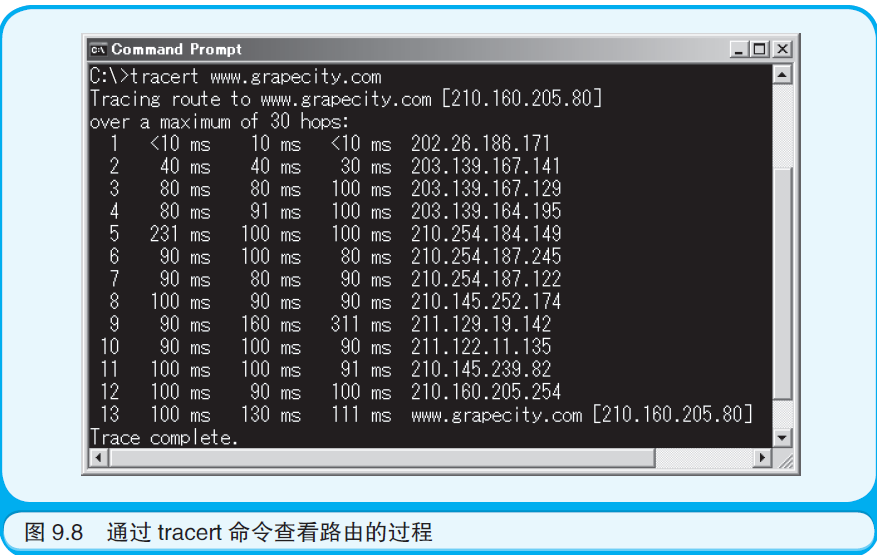 Command Prompt
C:\>tracert www.grapecity.com
Tracing route to www.grapecity.com [210.160.205.80]
over a maximum of 30 hops:
1 <10 ms 10 ms <10 ms 202.26.186.171
2 40 ms 40 ms 30 ms 203.139.167.141
3 80 ms 80 ms 100 ms 203.139.167.129
4 80 ms 91 ms 100 ms 203.139.164.195
5 231 ms 100 ms 100 ms 210.254.184.149
6 90 ms 100 ms 80 ms 210.254.187.245
7 90 ms 80 ms 90 ms 210.254.187.122
8 100 ms 90 ms 90 ms 210.145.252.174
9 90 ms 160 ms 311 ms 211.129.19.142
10 90 ms 100 ms 90 ms 211.122.11.135
11 100 ms 100 ms 91 ms 210.145.239.82
12 100 ms 90 ms 100 ms 210.160.205.254
13 100 ms 130 ms 111 ms www.grapecity.com [210.160.205.80]
Trace complete.
图 9.8 通过 tracert 命令查看路由的过程